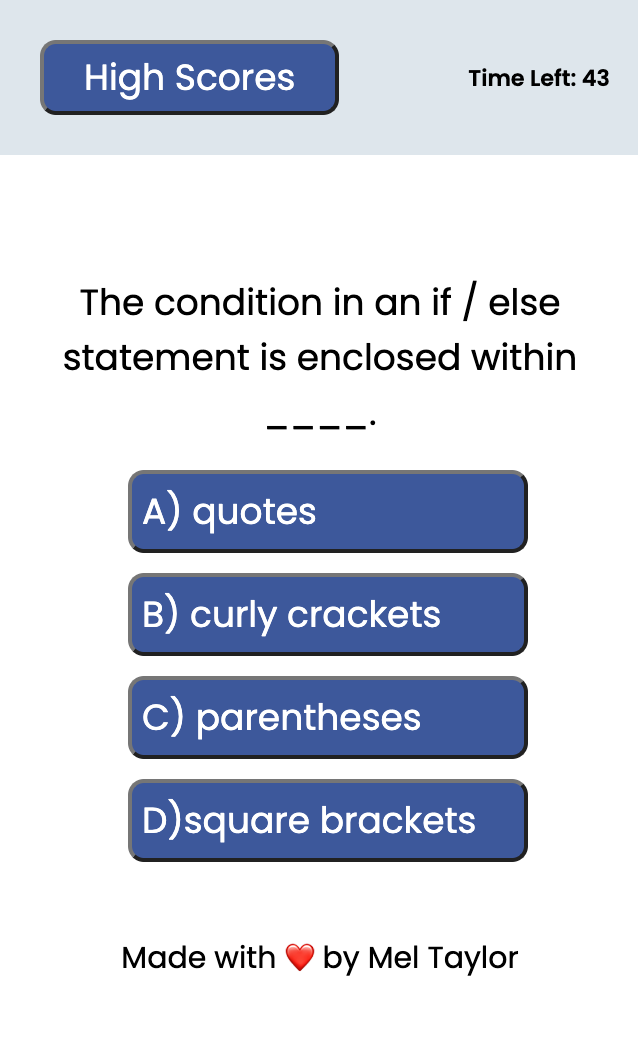 High Scores
Time Left: 43
The condition in an if / else
statement is enclosed within
____.
A) quotes
B) curly crackets
C) parentheses
D)square brackets
Made with ❤️ by Mel Taylor